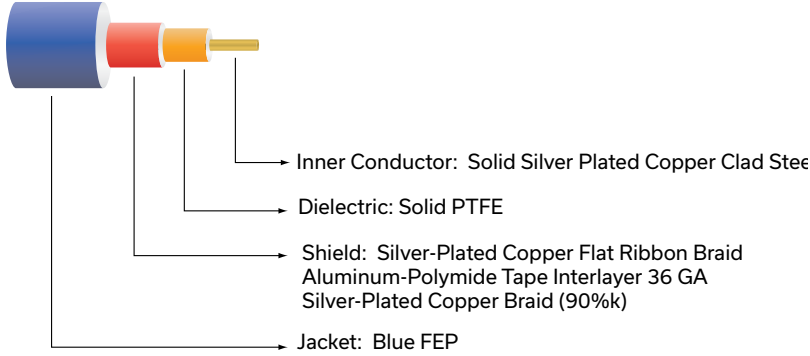 Inner Conductor: Solid Silver Plated Copper Clad Stee
Dielectric: Solid PTFE
Shield: Silver-Plated Copper Flat Ribbon Braid
Aluminum-Polymide Tape Interlayer 36 GA
Silver-Plated Copper Braid (90%k)
Jacket: Blue FEP